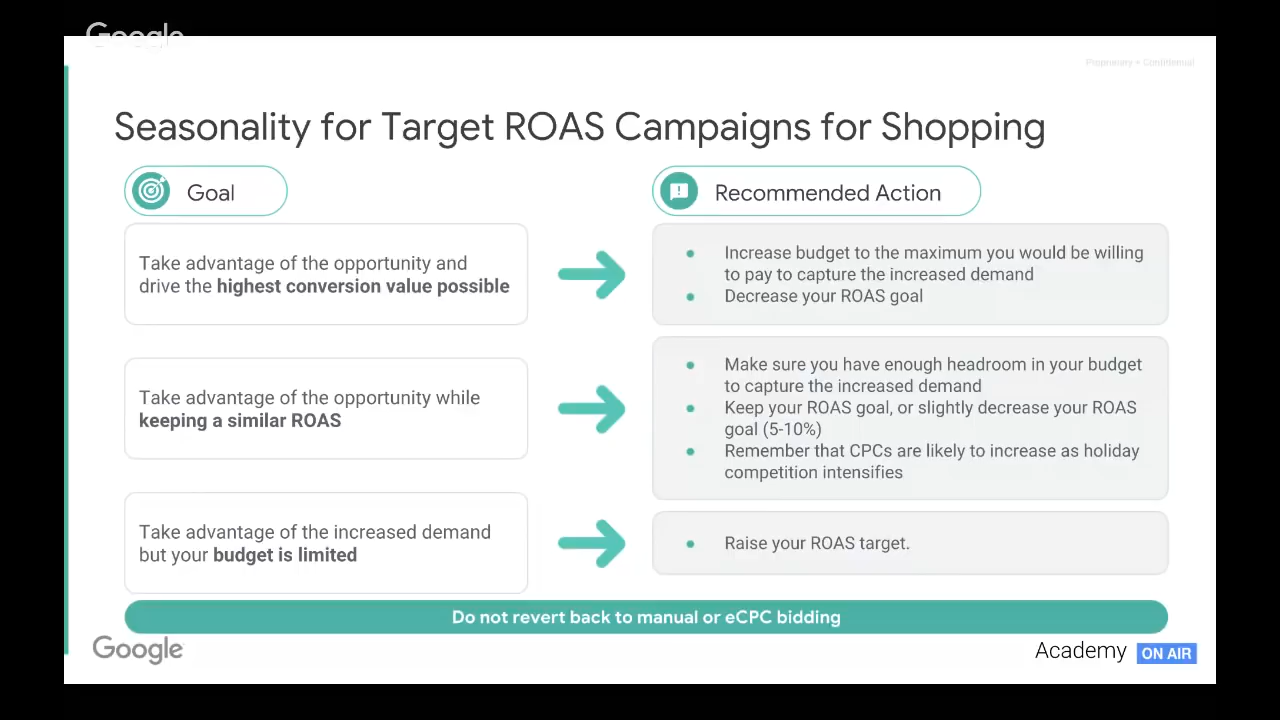 Google
Proprietary + Confidential
Seasonality for Target ROAS Campaigns for Shopping
Goal
Recommended Action
Take advantage of the opportunity and
drive the highest conversion value possible
Increase budget to the maximum you would be willing
to pay to capture the increased demand
Decrease your ROAS goal
Take advantage of the opportunity while
keeping a similar ROAS
Make sure you have enough headroom in your budget
to capture the increased demand
Keep your ROAS goal, or slightly decrease your ROAS
goal (5-10%)
Remember that CPCs are likely to increase as holiday
competition intensifies
Take advantage of the increased demand
but your budget is limited
Raise your ROAS target.
Do not revert back to manual or eCPC bidding
Google
Academy ON AIR